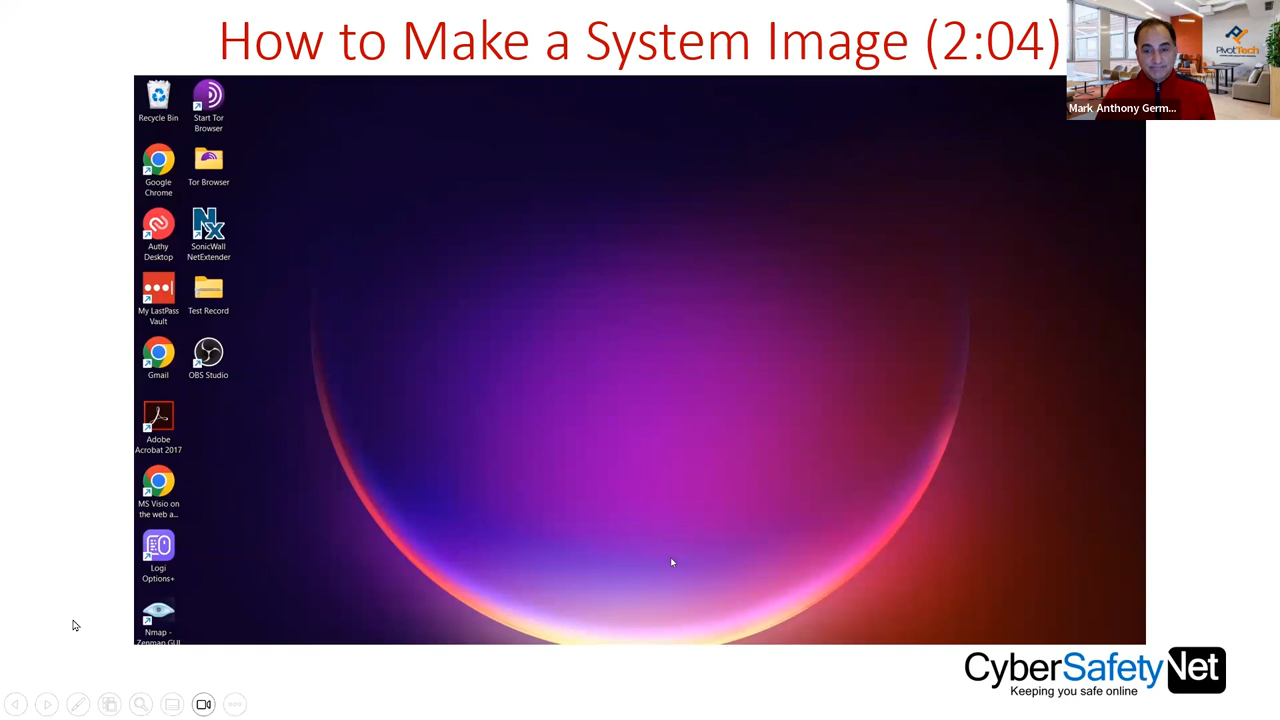 How to Make a System Image (2:04)
PivotTech
Mark Anthony Germ...
Recycle Bin
Start Tor
Browser
Google
Chrome
Tor Browser
Authy
Desktop
SonicWall
NetExtender
My LastPass
Vault
Test Record
Gmail
OBS Studio
Adobe
Acrobat 2017
MS Visio on
the web a...
Logi
Options+
Nmap -
Zenmap GUI
CyberSafetyNet
Keeping you safe online